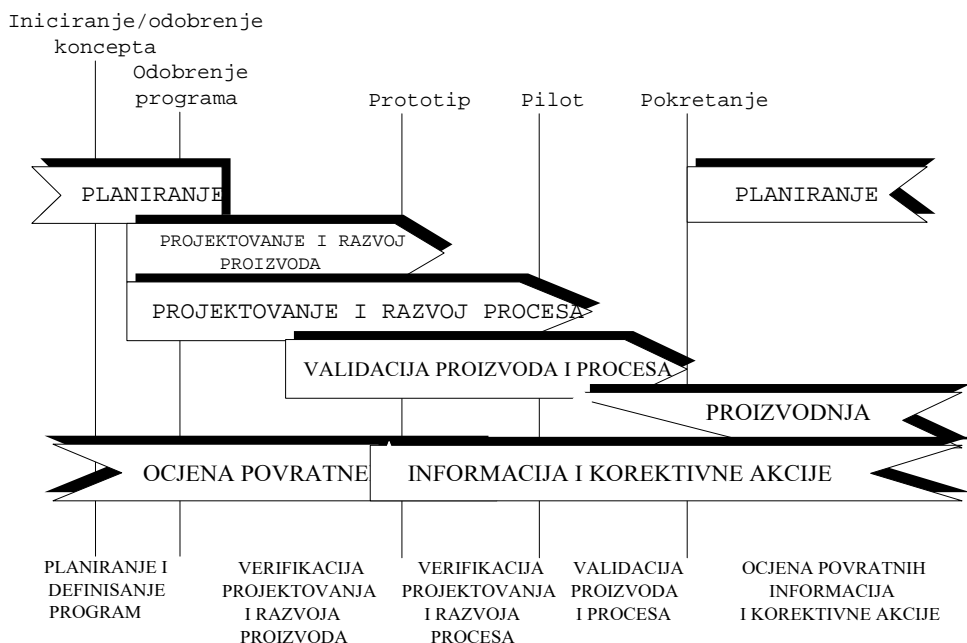 Iniciranje/odobrenje
koncepta
Odobrenje
programa
Prototip
Pilot
Pokretanje
PLANIRANJE
PLANIRANJE
PROJEKTOVANJE I RAZVOJ
PROIZVODA
PROJEKTOVANJE I RAZVOJ PROCESA
VALIDACIJA PROIZVODA I PROCESA
PROIZVODNJA
OCJENA POVRATNE INFORMACIJA I KOREKTIVNE AKCIJE
PLANIRANJE I
DEFINISANJE
PROGRAM
VERIFIKACIJA
PROJEKTOVANJA
I RAZVOJA
PROIZVODA
VERIFIKACIJA
PROJEKTOVANJA
I RAZVOJA
PROCESA
VALIDACIJA
PROIZVODA
I PROCESA
OCJENA POVRATNIH
INFORMACIJA
I KOREKTIVNE AKCIJE